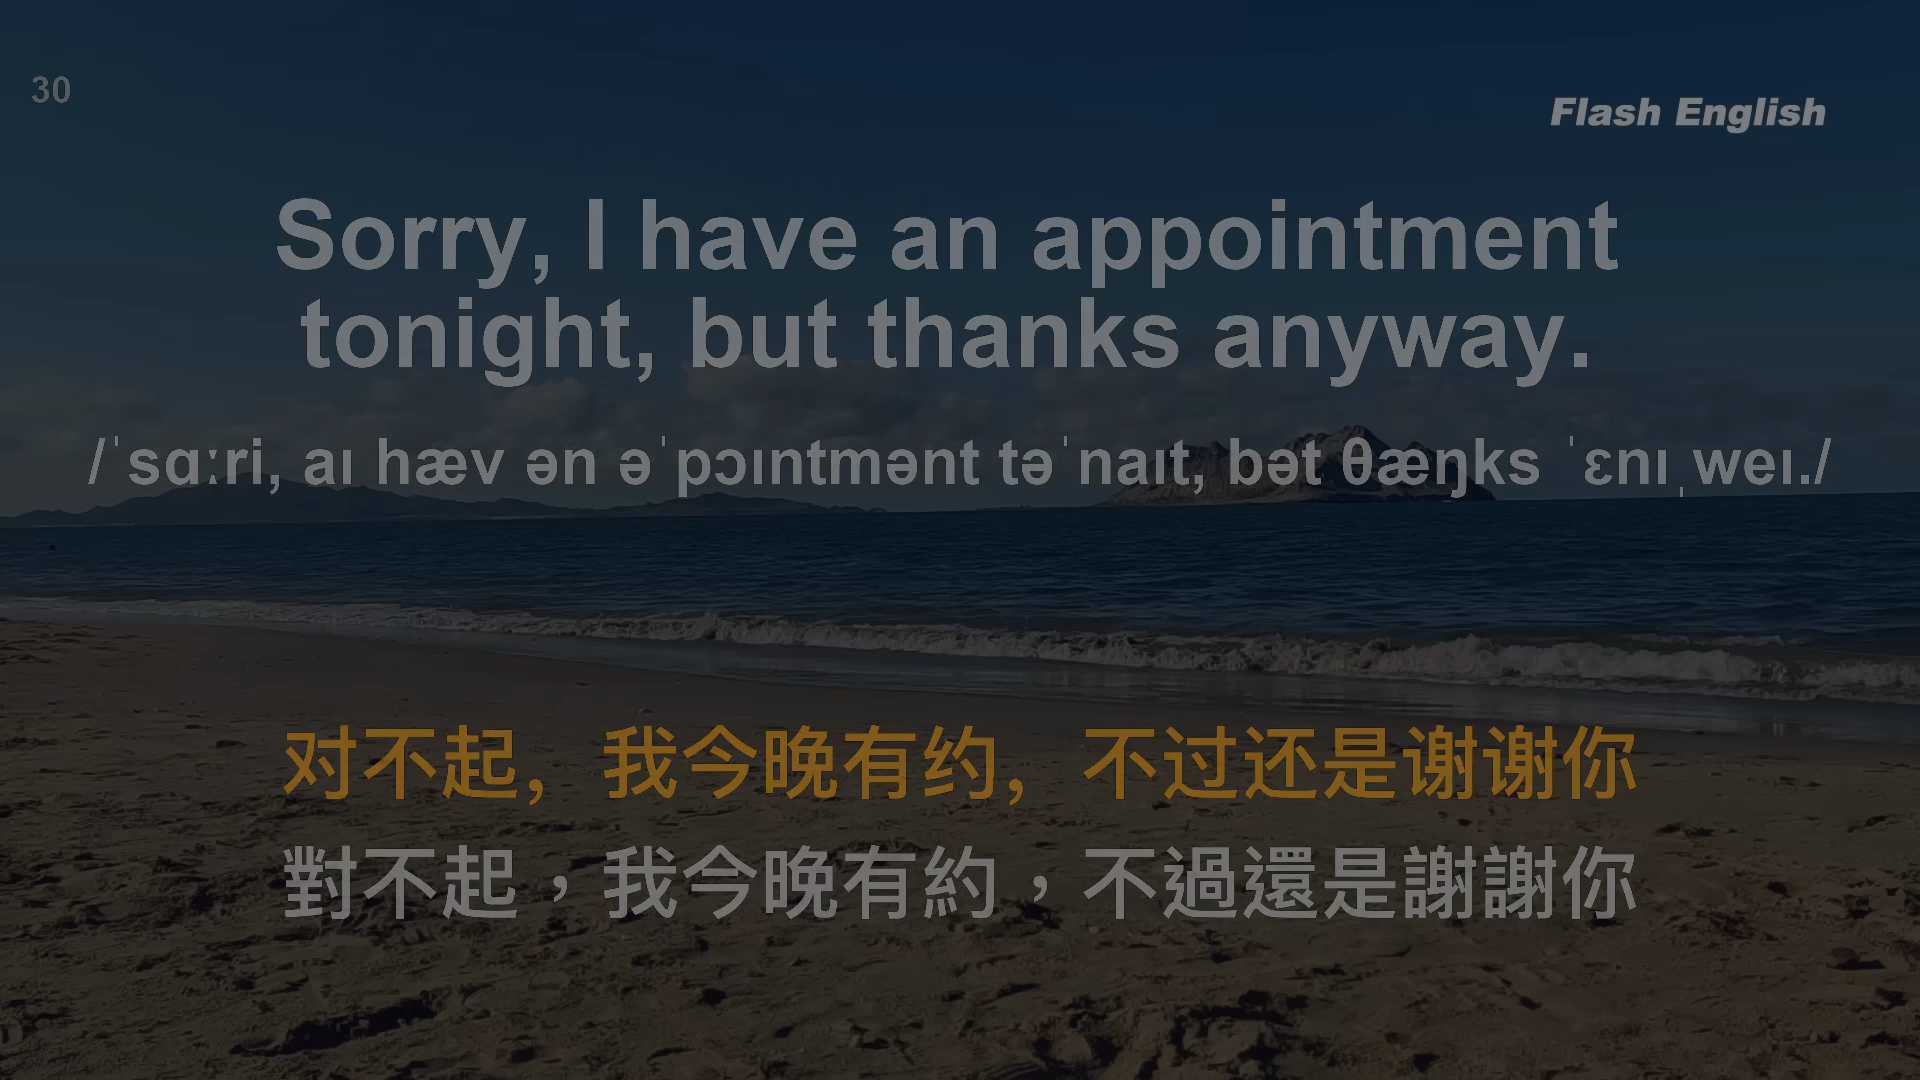 30
Flash English
Sorry, I have an appointment
tonight, but thanks anyway.
/ˈsɑːri, aɪ hæv ən əˈpɔɪntmənt təˈnaɪt, bət θæŋks ˈɛnɪˌweɪ./
对不起，我今晚有约，不过还是谢谢你
對不起，我今晚有約，不過還是謝謝你